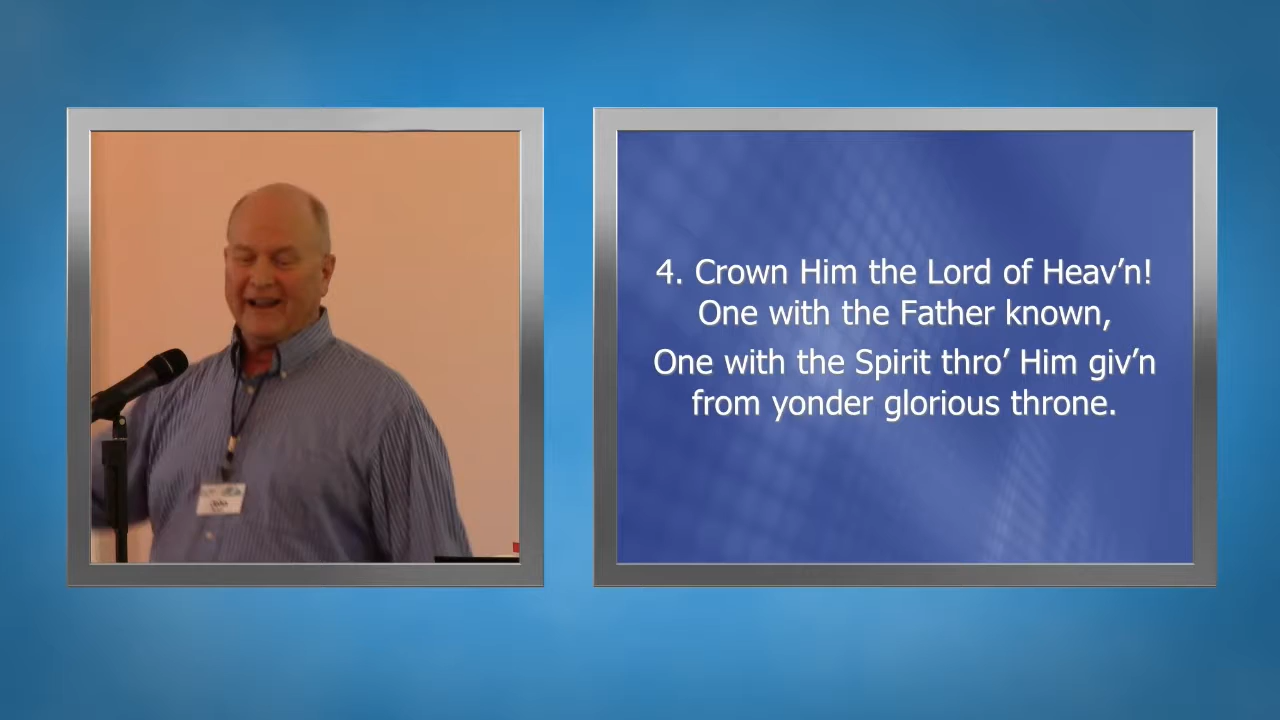 4. Crown Him the Lord of Heav’n!
One with the Father known,
One with the Spirit thro’ Him giv’n
from yonder glorious throne.